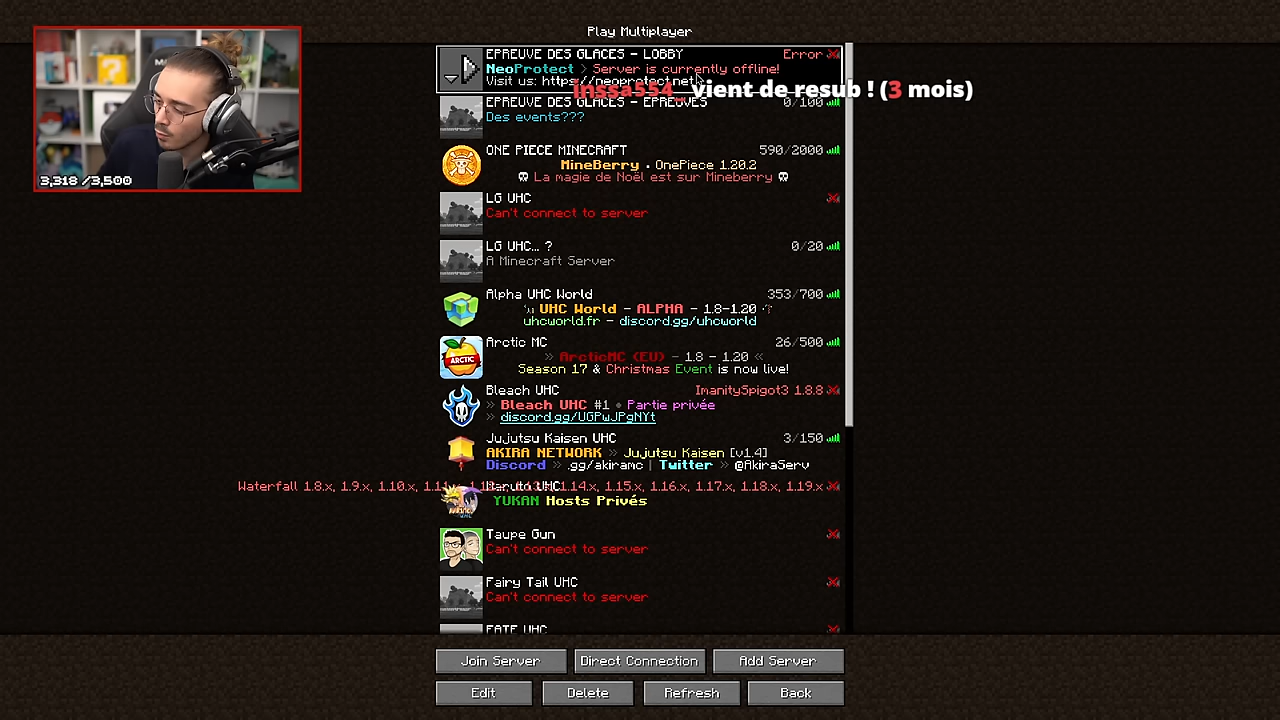 Play Multiplayer
EPREUVE DES GLACES - LOBBY Error
NeoProtect > Server is currently offline!
Visit us: https://neoprotect.net
inssa554_ vient de resub ! (3 mois)
EPREUVE DES GLACES - EPREUVES 0/100
Des events???
ONE PIECE MINECRAFT 590/2000
MineBerry • OnePiece 1.20.2
La magie de Noël est sur Mineberry
3,318 /3,500
LG UHC
Can't connect to server
LG UHC... ? 0/20
A Minecraft Server
Alpha UHC World 353/700
UHC World - ALPHA - 1.8-1.20
uhcworld.fr - discord.gg/uhcworld
Arctic MC 26/500
ARCTIC
» ArcticMC (EU) - 1.8 - 1.20 «
Season 17 & Christmas Event is now live!
Bleach UHC ImanitySpigot3 1.8.8
» Bleach UHC #1 • Partie privée
» discord.gg/UGPwJPgNYt
Jujutsu Kaisen UHC 3/150
AKIRA NETWORK » Jujutsu Kaisen [v1.4]
Discord » .gg/akiramc | Twitter » @AkiraServ
Waterfall 1.8.x, 1.9.x, 1.10.x, 1.14.x, 1.15.x, 1.16.x, 1.17.x, 1.18.x, 1.19.x
Naruto UHC
YUKAN Hosts Privés
Taupe Gun
Can't connect to server
Fairy Tail UHC
Can't connect to server
FATE UHC
Join Server
Direct Connection
Add Server
Edit
Delete
Refresh
Back